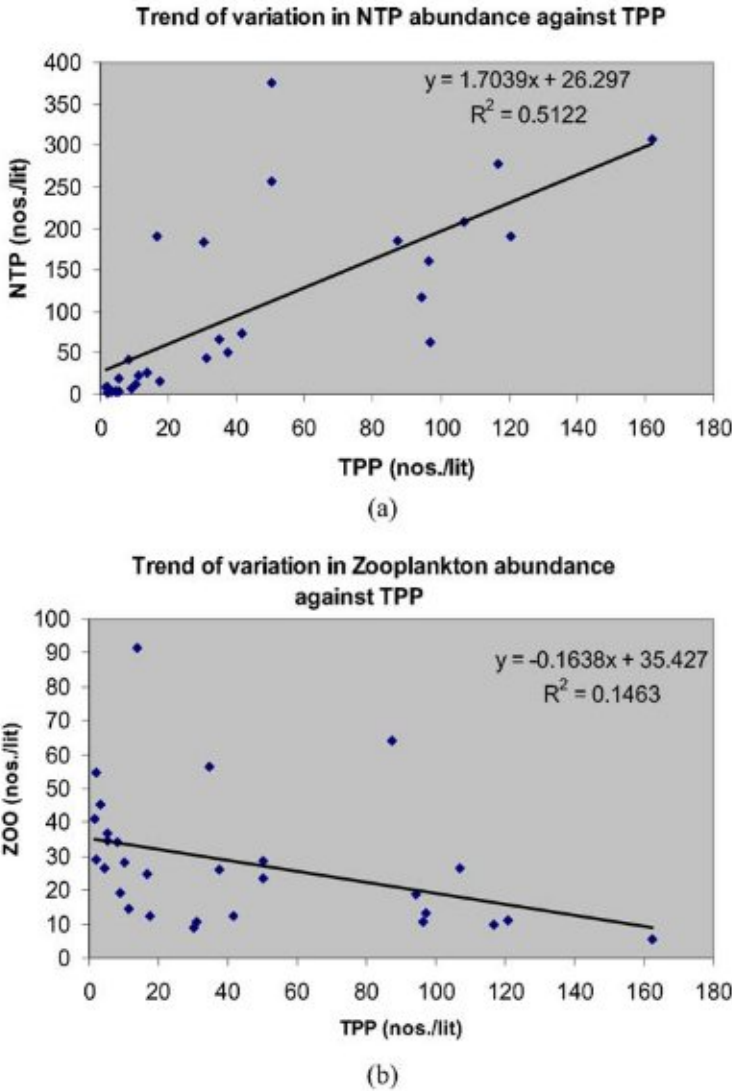 Trend of variation in NTP abundance against TPP
y = 1.7039x + 26.297
R² = 0.5122
400
350
300
250
200
150
100
50
0
NTP (nos./lit)
0 20 40 60 80 100 120 140 160 180
TPP (nos./lit)
(a)
Trend of variation in Zooplankton abundance
against TPP
y = -0.1638x + 35.427
R² = 0.1463
100
90
80
70
60
50
40
30
20
10
0
ZOO (nos./lit)
0 20 40 60 80 100 120 140 160 180
TPP (nos./lit)
(b)